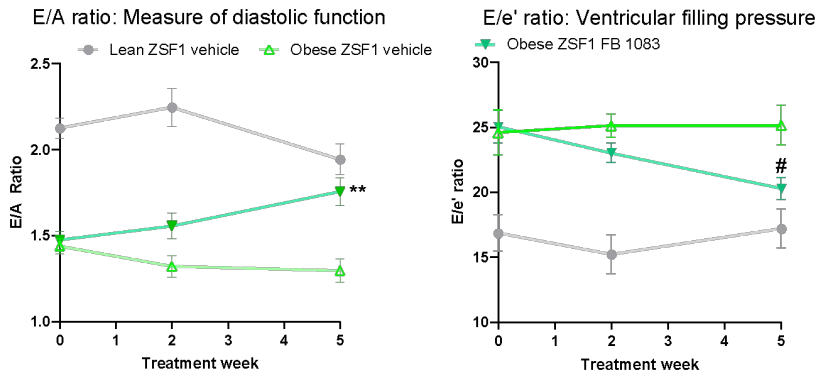 E/A ratio: Measure of diastolic function
E/e' ratio: Ventricular filling pressure
Lean ZSF1 vehicle
Obese ZSF1 vehicle
Obese ZSF1 FB 1083
2.5
2.0
1.5
1.0
E/A Ratio
**
0
1
2
3
4
5
Treatment week
30
25
20
15
10
E/e' ratio
#
0
1
2
3
4
5
Treatment week